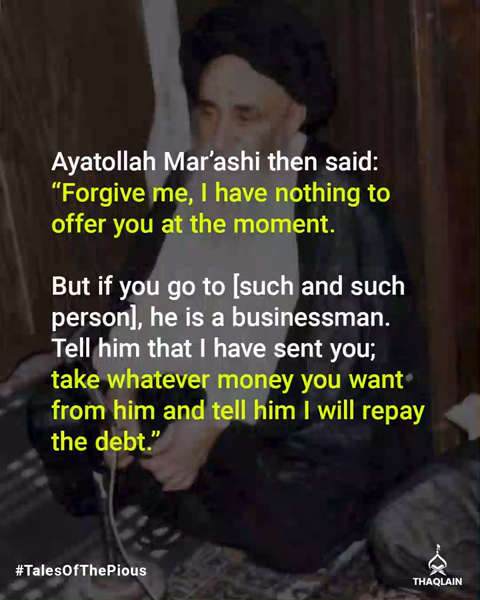 Ayatollah Mar’ashi then said:
“Forgive me, I have nothing to
offer you at the moment.
But if you go to [such and such
person], he is a businessman.
Tell him that I have sent you;
take whatever money you want
from him and tell him I will repay
the debt.”
#TalesOfThePious
THAQLAIN